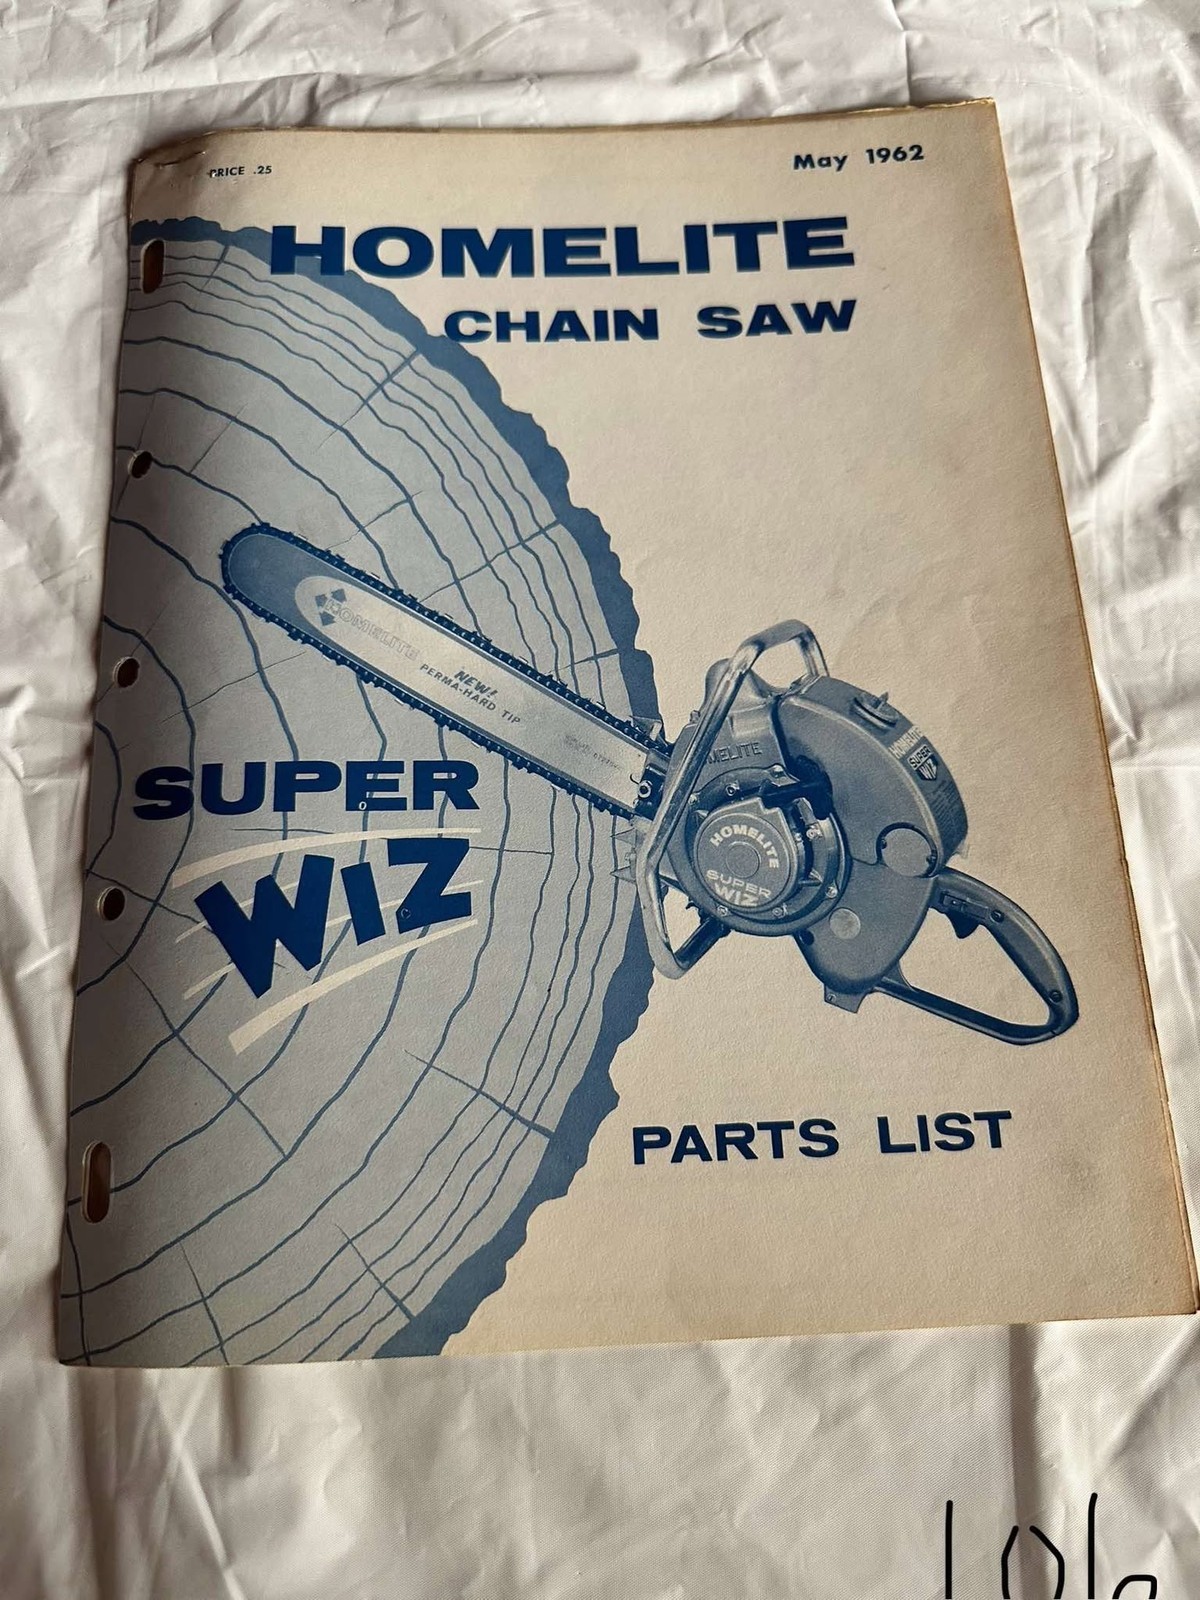 PRICE .25
May 1962
HOMELITE
CHAIN SAW
HOMELITE
NEW!
PERMA-HARD TIP
HOMELITE
SUPER
WIZ
HOMELITE
SUPER
WIZ
SUPER
WIZ
PARTS LIST